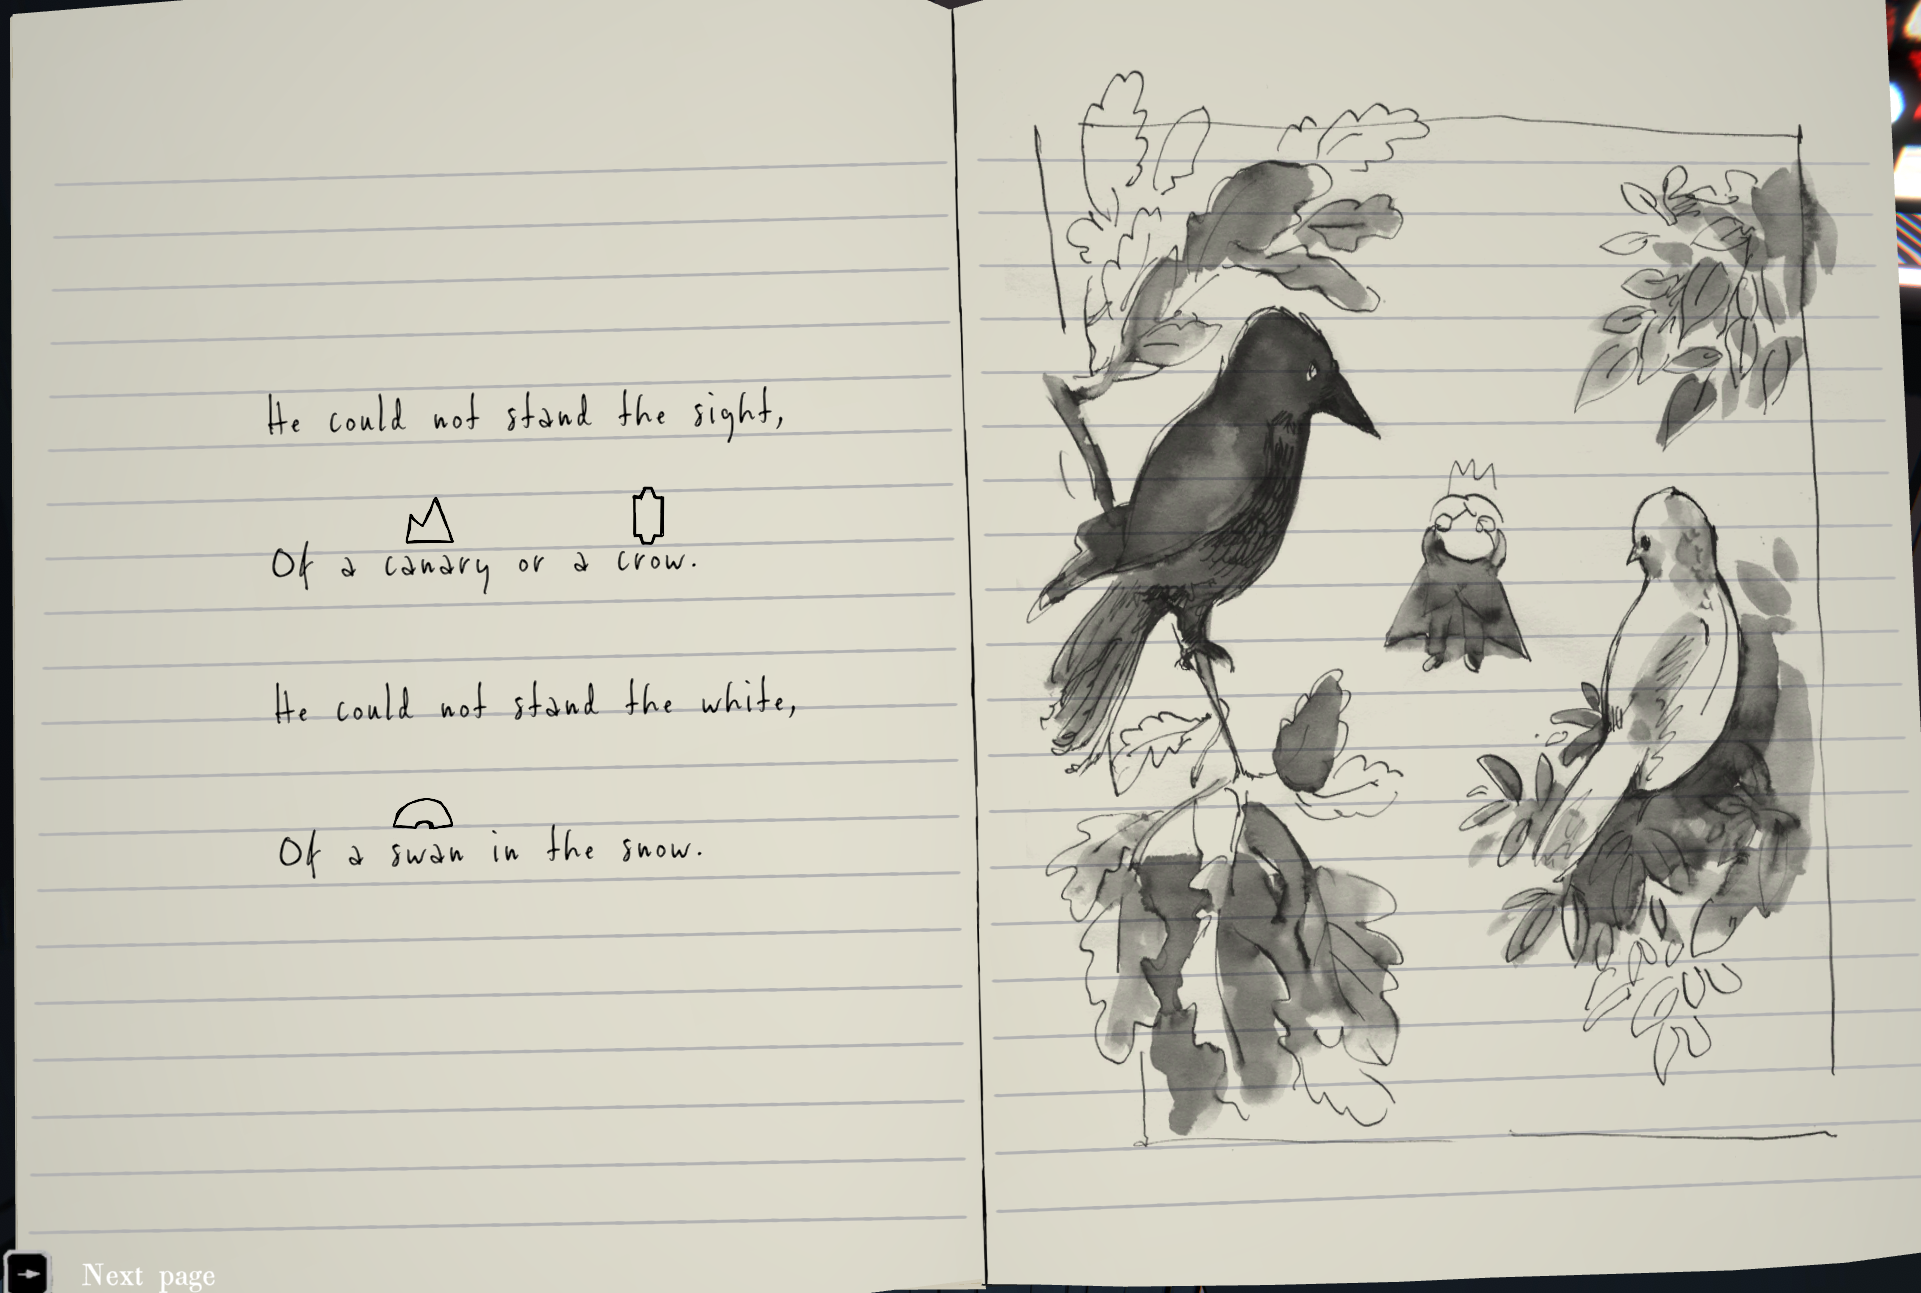 He could not stand the sight,
Of a canary or a crow.
He could not stand the white,
Of a swan in the snow.
Next page